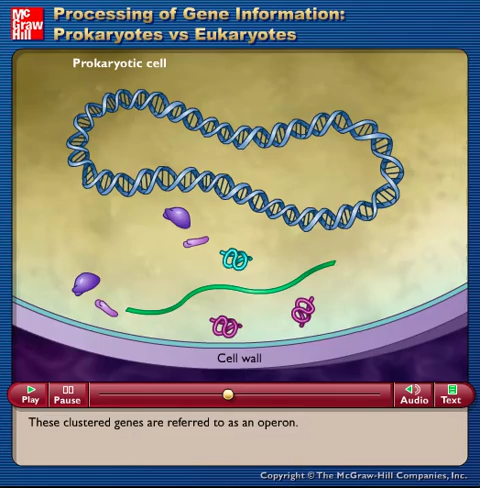 Mc
Graw
Hill
Processing of Gene Information:
Prokaryotes vs Eukaryotes
Prokaryotic cell
Cell wall
Play
Pause
Audio
Text
These clustered genes are referred to as an operon.
Copyright © The McGraw-Hill Companies, Inc.